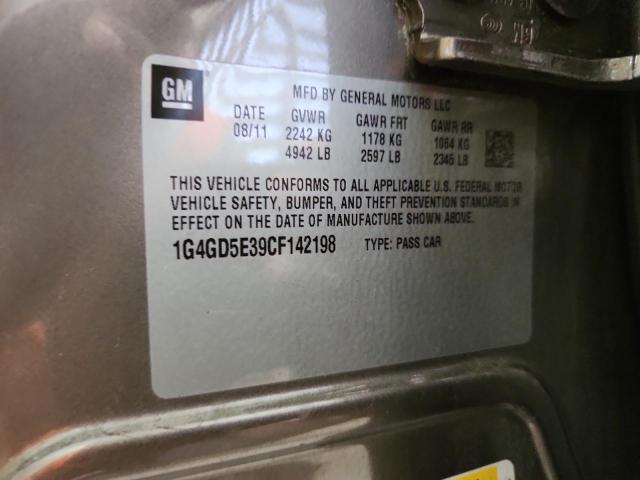 GM
MFD BY GENERAL MOTORS LLC
DATE GVWR GAWR FRT GAWR RR
08/11 2242 KG 1178 KG 1064 KG
4942 LB 2597 LB 2345 LB
THIS VEHICLE CONFORMS TO ALL APPLICABLE U.S. FEDERAL MOTOR
VEHICLE SAFETY, BUMPER, AND THEFT PREVENTION STANDARDS IN
EFFECT ON THE DATE OF MANUFACTURE SHOWN ABOVE.
1G4GD5E39CF142198 TYPE: PASS CAR